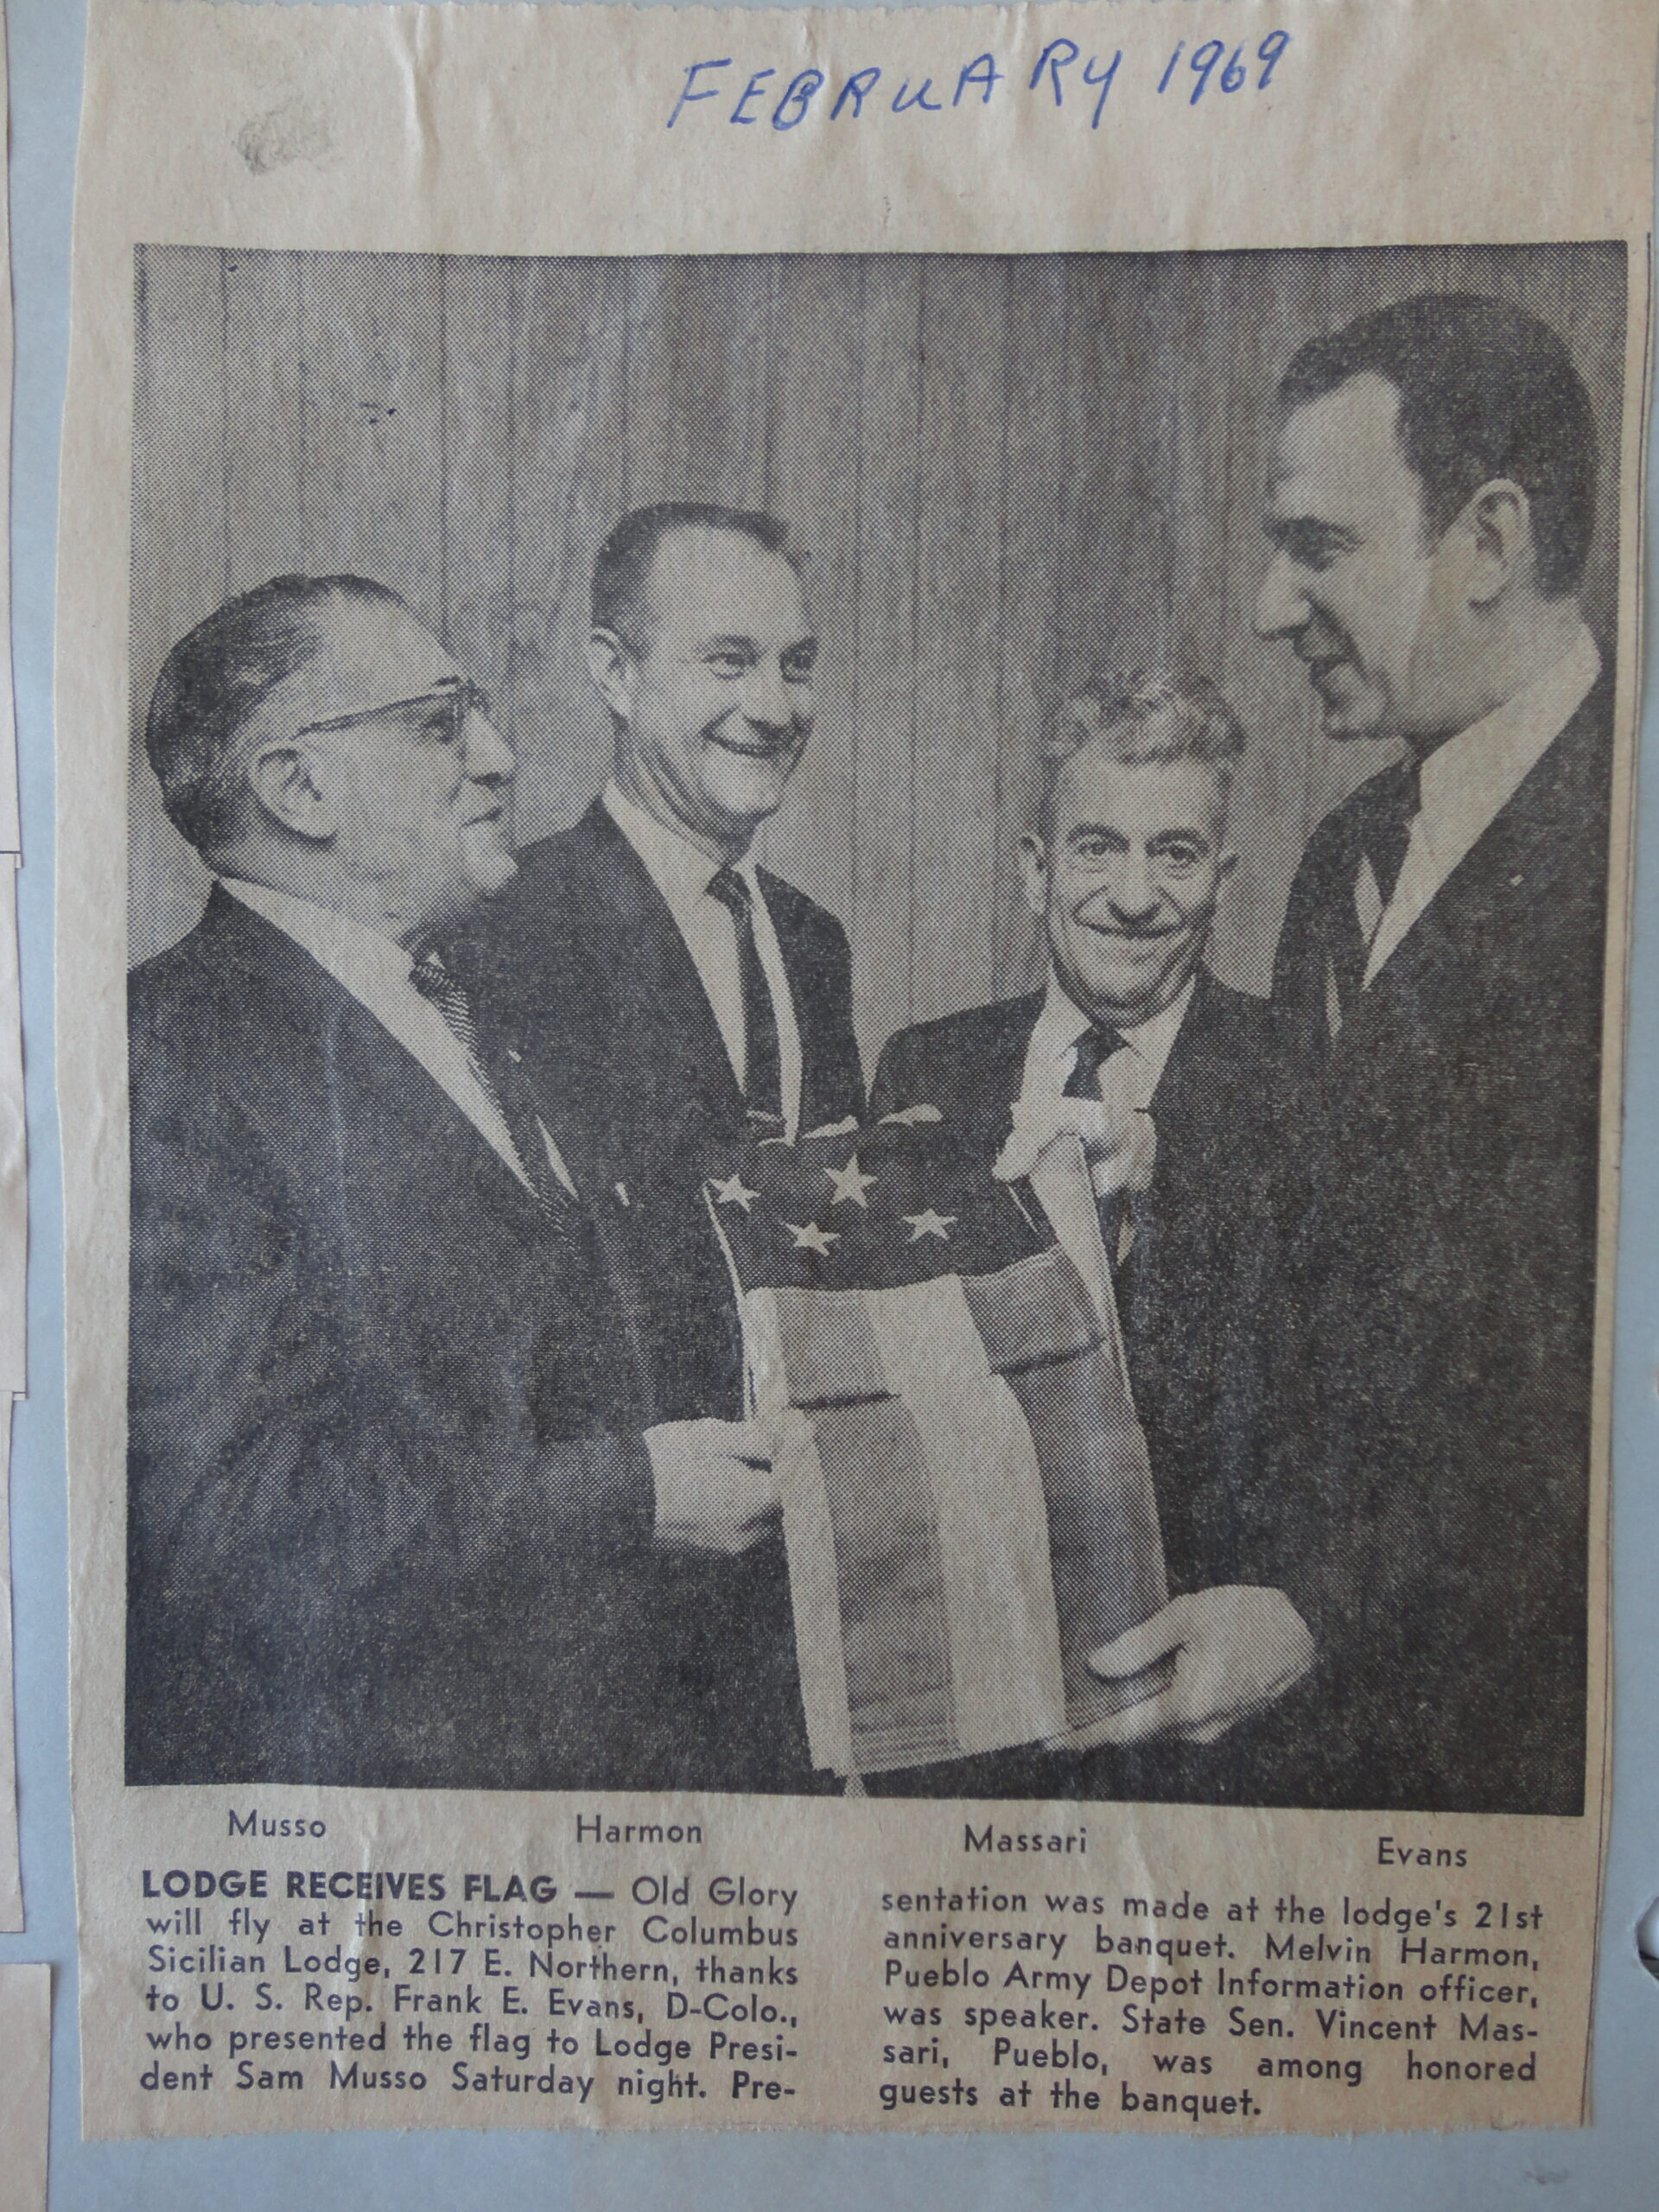 FEBRUARY 1969
Musso Harmon Massari Evans
LODGE RECEIVES FLAG — Old Glory
will fly at the Christopher Columbus
Sicilian Lodge, 217 E. Northern, thanks
to U. S. Rep. Frank E. Evans, D-Colo.,
who presented the flag to Lodge Presi-
dent Sam Musso Saturday night. Pre-
sentation was made at the lodge's 21st
anniversary banquet. Melvin Harmon,
Pueblo Army Depot Information officer,
was speaker. State Sen. Vincent Mas-
sari, Pueblo, was among honored
guests at the banquet.